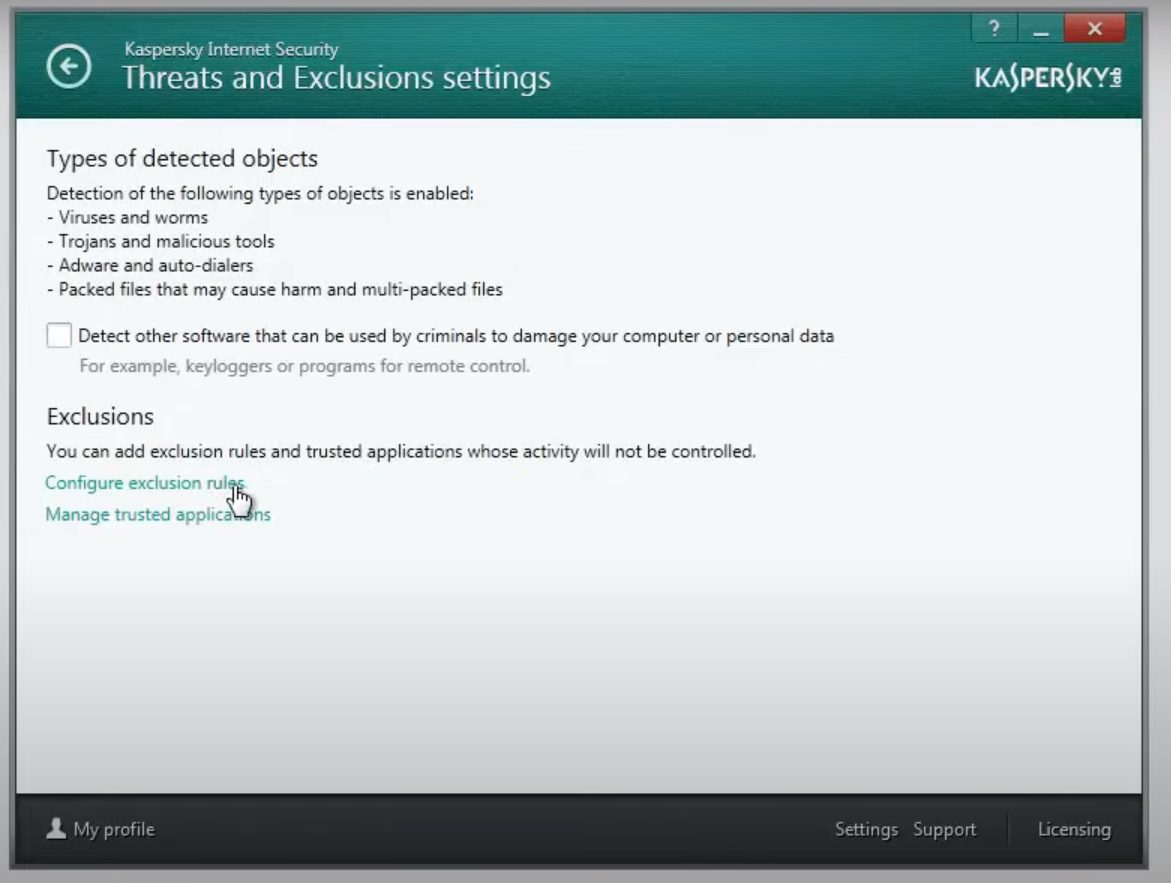 ?
Kaspersky Internet Security
Threats and Exclusions settings
KASPERSKY lab
Types of detected objects
Detection of the following types of objects is enabled:
- Viruses and worms
- Trojans and malicious tools
- Adware and auto-dialers
- Packed files that may cause harm and multi-packed files
Detect other software that can be used by criminals to damage your computer or personal data
For example, keyloggers or programs for remote control.
Exclusions
You can add exclusion rules and trusted applications whose activity will not be controlled.
Configure exclusion rules
Manage trusted applications
My profile
Settings Support Licensing